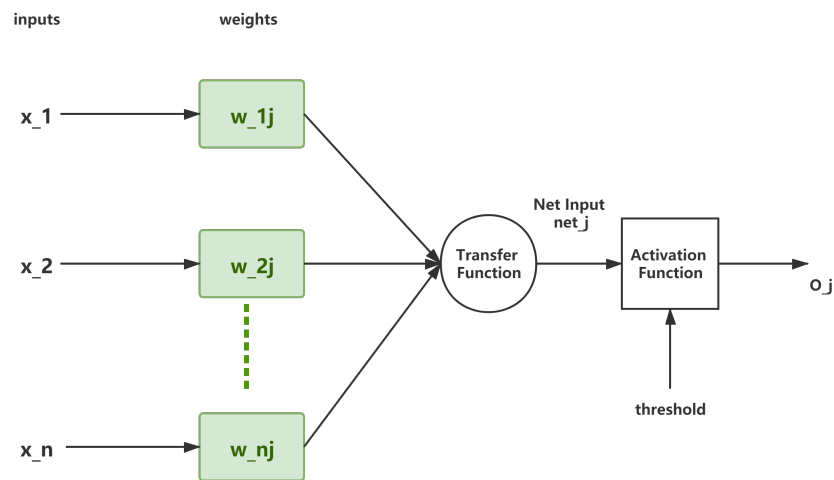 inputs
weights
x_1
w_1j
x_2
w_2j
Transfer
Function
Net Input
net_j
Activation
Function
O_j
threshold
x_n
w_nj